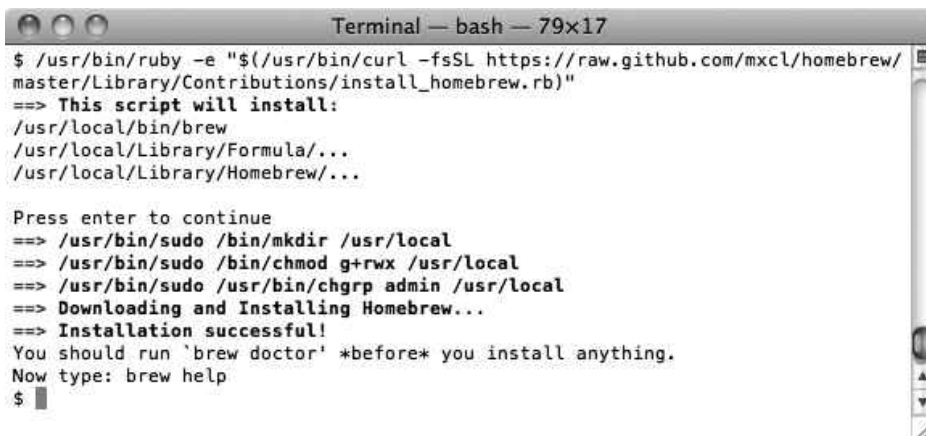 Terminal — bash — 79×17
$ /usr/bin/ruby -e "$(/usr/bin/curl -fsSL https://raw.github.com/mxcl/homebrew/
master/Library/Contributions/install_homebrew.rb)"
==> This script will install:
/usr/local/bin/brew
/usr/local/Library/Formula/...
/usr/local/Library/Homebrew/...
Press enter to continue
==> /usr/bin/sudo /bin/mkdir /usr/local
==> /usr/bin/sudo /bin/chmod g+rwx /usr/local
==> /usr/bin/sudo /usr/bin/chgrp admin /usr/local
==> Downloading and Installing Homebrew...
==> Installation successful!
You should run `brew doctor' *before* you install anything.
Now type: brew help
$